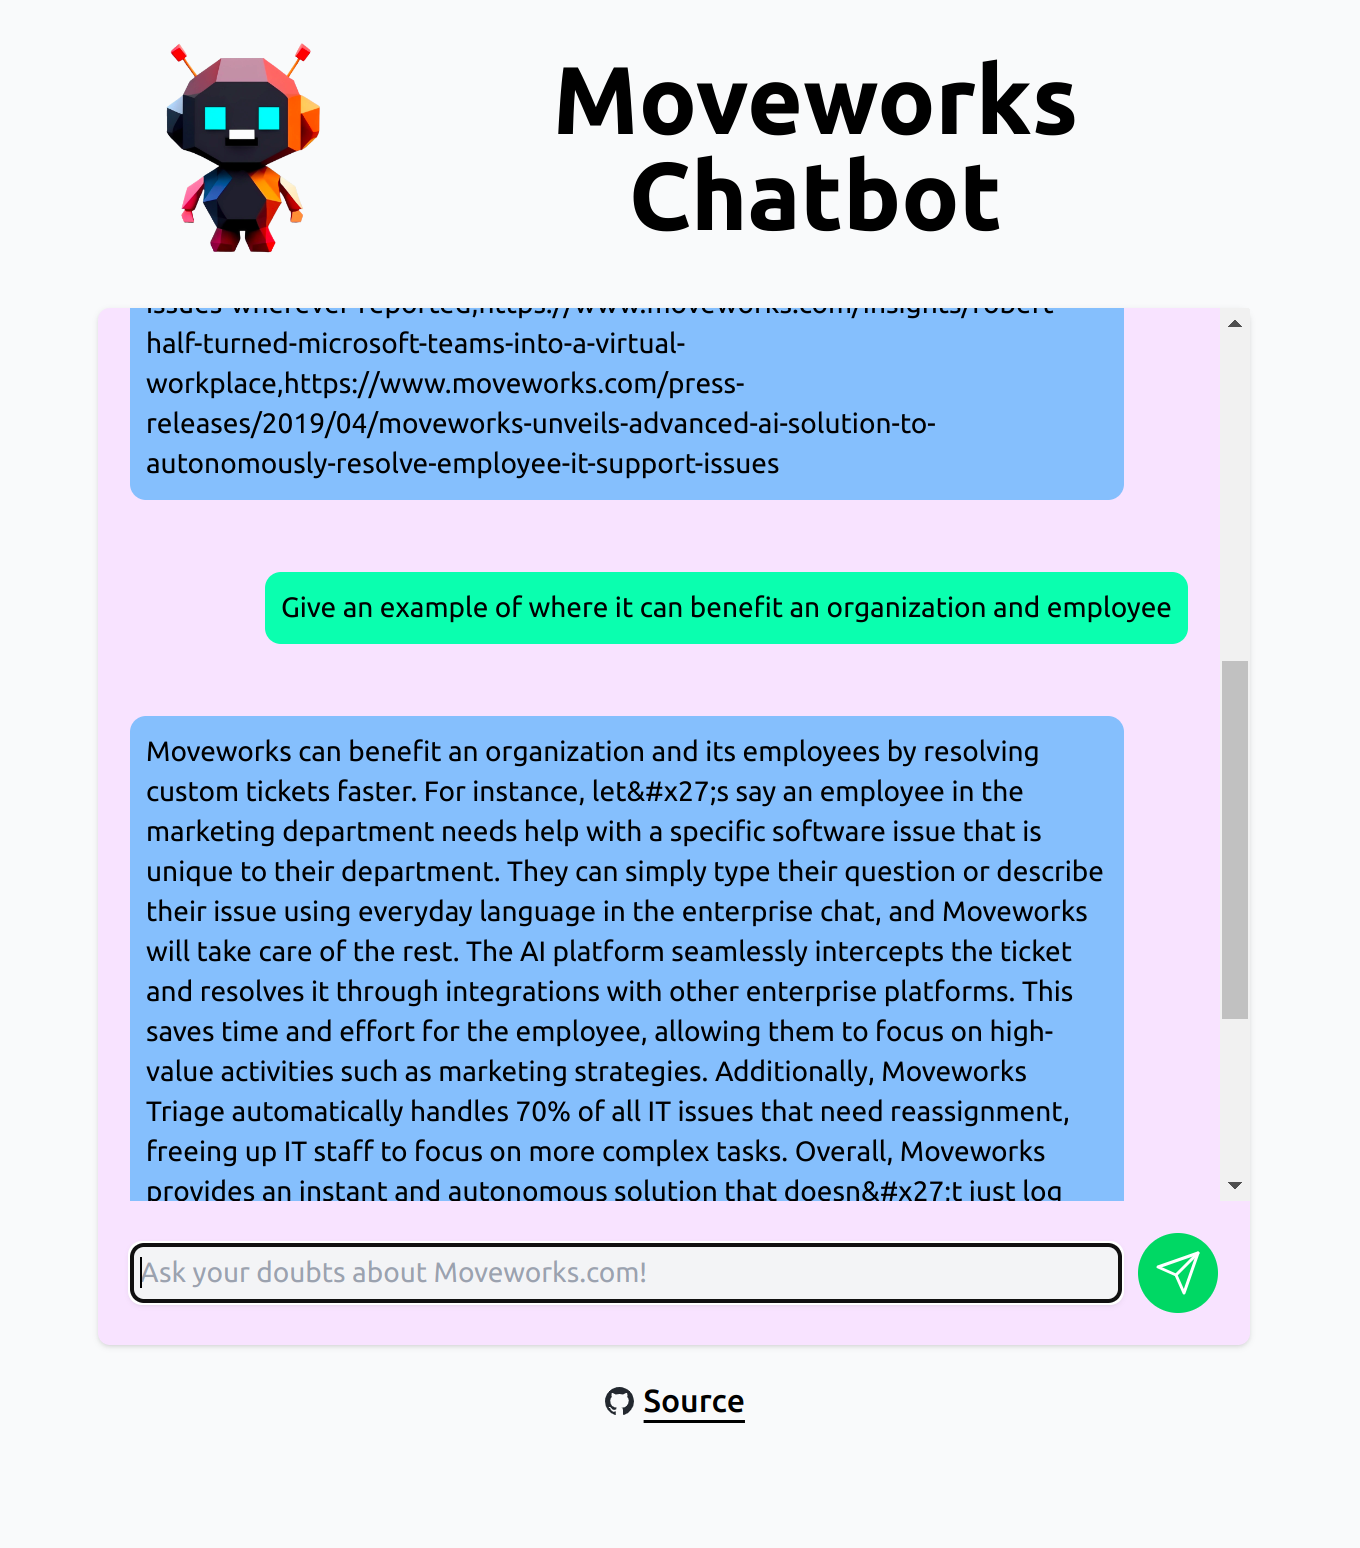 Moveworks
Chatbot
issues-wherever-reported,https://www.moveworks.com/insights/robert-
half-turned-microsoft-teams-into-a-virtual-
workplace,https://www.moveworks.com/press-
releases/2019/04/moveworks-unveils-advanced-ai-solution-to-
autonomously-resolve-employee-it-support-issues
Give an example of where it can benefit an organization and employee
Moveworks can benefit an organization and its employees by resolving
custom tickets faster. For instance, let&#x27;s say an employee in the
marketing department needs help with a specific software issue that is
unique to their department. They can simply type their question or describe
their issue using everyday language in the enterprise chat, and Moveworks
will take care of the rest. The AI platform seamlessly intercepts the ticket
and resolves it through integrations with other enterprise platforms. This
saves time and effort for the employee, allowing them to focus on high-
value activities such as marketing strategies. Additionally, Moveworks
Triage automatically handles 70% of all IT issues that need reassignment,
freeing up IT staff to focus on more complex tasks. Overall, Moveworks
provides an instant and autonomous solution that doesn&#x27;t just log
Ask your doubts about Moveworks.com!
Source